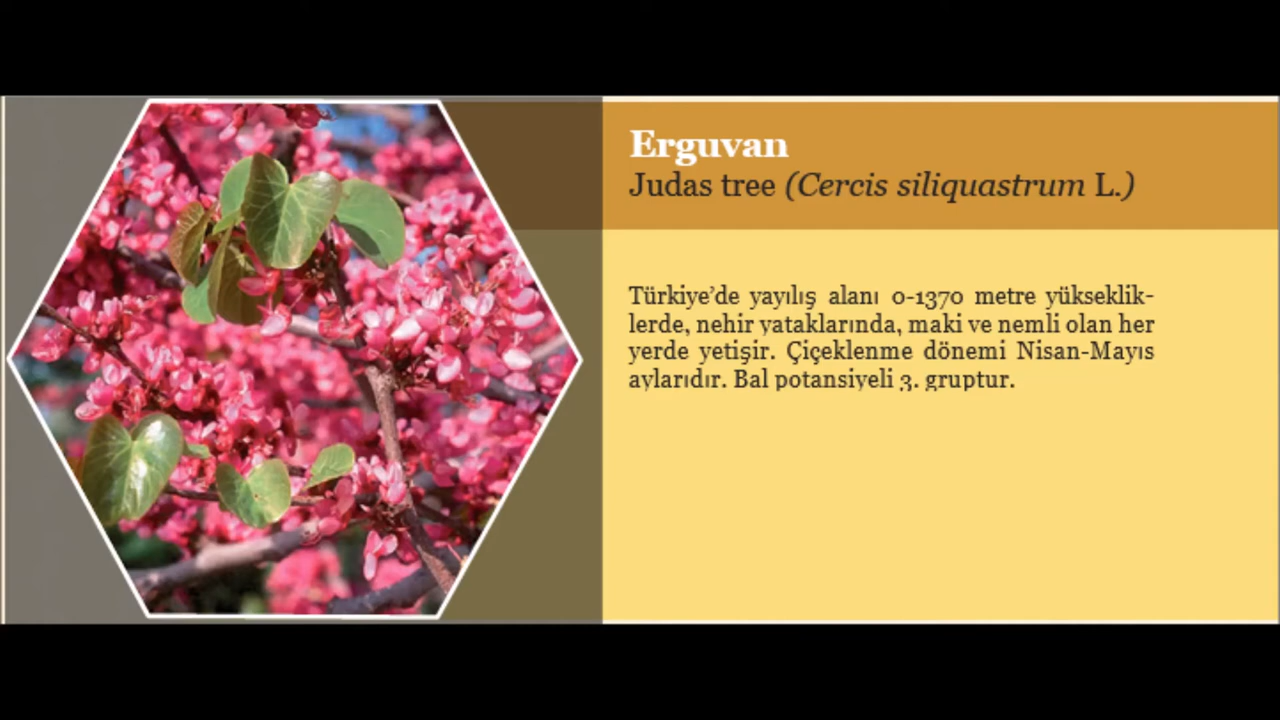 Erguvan
Judas tree (Cercis siliquastrum L.)
Türkiye’de yayılış alanı 0-1370 metre yükseklik-
lerde, nehir yataklarında, maki ve nemli olan her
yerde yetişir. Çiçeklenme dönemi Nisan-Mayıs
aylarıdır. Bal potansiyeli 3. gruptur.